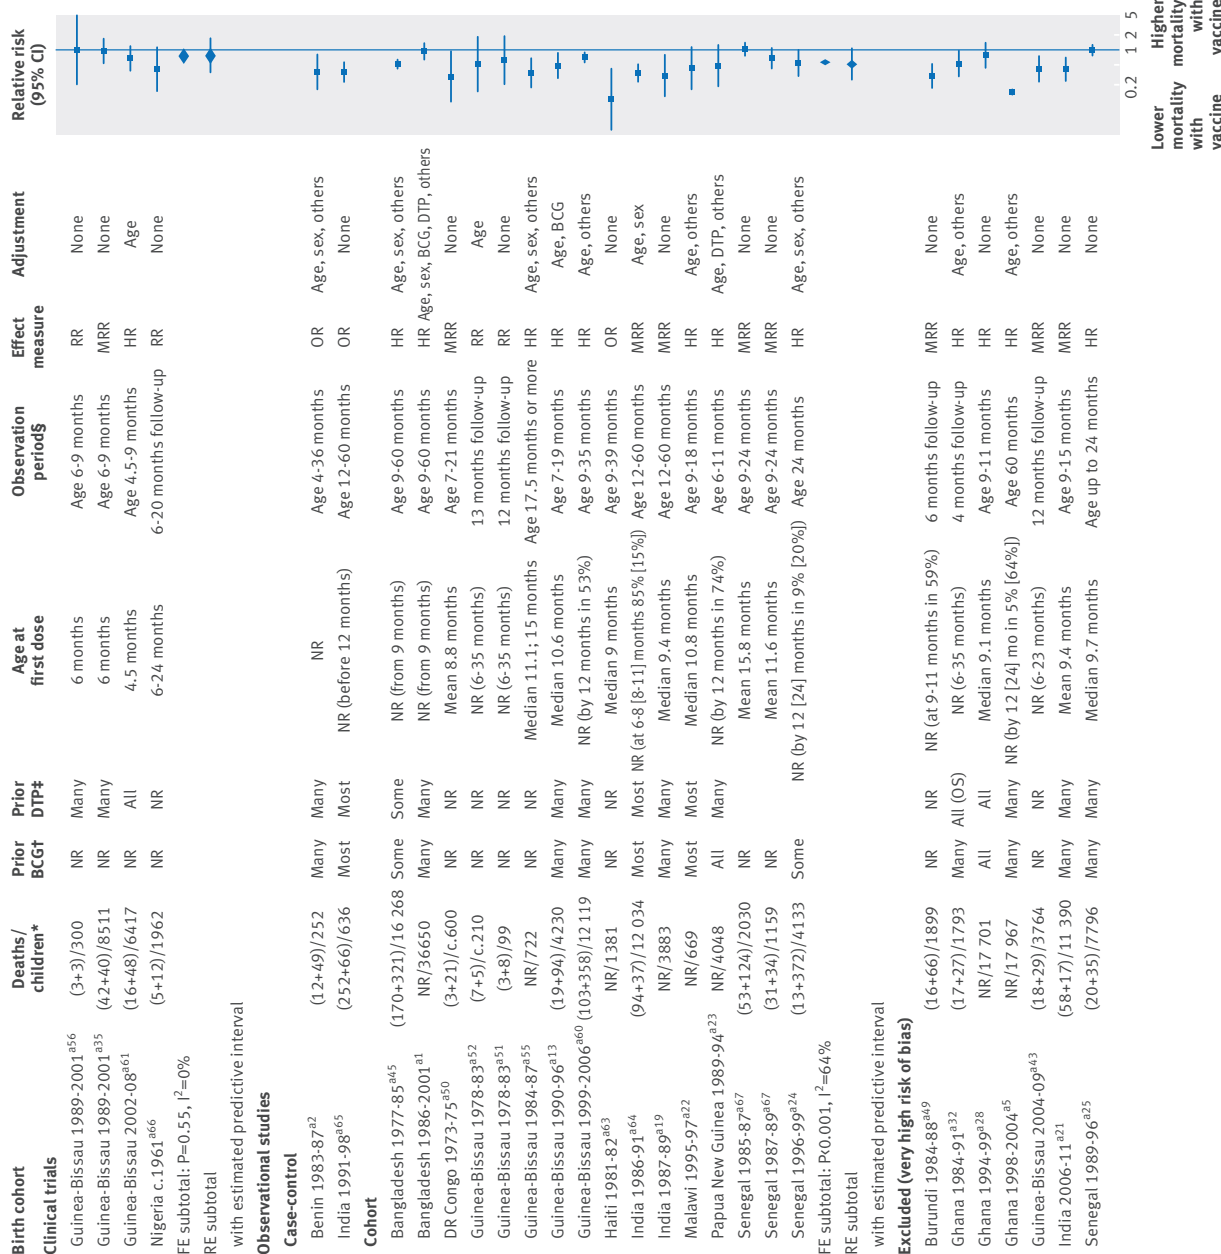 Birth cohort Deaths/ children* Prior BCG† Prior DTP‡ Age at first dose Observation period§ Effect measure Adjustment Relative risk (95% CI)
Clinical trials
Guinea-Bissau 1989-2001a56 (3+3)/300 NR Many 6 months Age 6-9 months RR None
Guinea-Bissau 1989-2001a35 (42+40)/8511 NR Many 6 months Age 6-9 months MRR None
Guinea-Bissau 2002-08a61 (16+48)/6417 Many All 4.5 months Age 4.5-9 months HR Age
Nigeria c.1961a66 (5+12)/1962 NR NR 6-24 months 6-20 months follow-up RR None
FE subtotal: P=0.55, I²=0%
RE subtotal
with estimated predictive interval
Observational studies
Case-control
Benin 1983-87a2 (12+49)/252 Many Many NR Age 4-36 months OR Age, sex, others
India 1991-98a65 (252+66)/636 Most Most NR (before 12 months) Age 12-60 months OR None
Cohort
Bangladesh 1977-85a45 (170+321)/16 268 Some Some NR (from 9 months) Age 9-60 months HR Age, sex, others
Bangladesh 1986-2001a1 NR/36650 Many Many NR (from 9 months) Age 9-60 months HR Age, sex, BCG, DTP, others
DR Congo 1973-75a50 (3+21)/c.600 NR NR Mean 8.8 months Age 7-21 months MRR None
Guinea-Bissau 1978-83a52 (7+5)/c.210 NR NR NR (6-35 months) 13 months follow-up RR Age
Guinea-Bissau 1978-83a51 (3+8)/99 NR NR NR (6-35 months) 12 months follow-up RR None
Guinea-Bissau 1984-87a55 NR/722 NR NR Median 11.1; 15 months Age 17.5 months or more HR Age, sex, others
Guinea-Bissau 1990-96a13 (19+94)/4230 Many Many Median 10.6 months Age 7-19 months HR Age, BCG
Guinea-Bissau 1999-2006a60 (103+358)/12 119 Many Many NR (by 12 months in 53%) Age 9-35 months HR Age, others
Haiti 1981-82a63 NR/1381 NR NR Median 9 months Age 9-39 months OR None
India 1986-91a64 (94+37)/12 034 Most Most NR (at 6-8 [8-11] months 85% [15%]) Age 12-60 months MRR Age, sex
India 1987-89a19 NR/3883 Many Many Median 9.4 months Age 12-60 months MRR None
Malawi 1995-97a22 NR/669 Most Most Median 10.8 months Age 9-18 months HR Age, others
Papua New Guinea 1989-94a23 NR/4048 All Many NR (by 12 months in 74%) Age 6-11 months HR Age, DTP, others
Senegal 1985-87a67 (53+124)/2030 NR Mean 15.8 months Age 9-24 months MRR None
Senegal 1987-89a67 (31+34)/1159 NR Mean 11.6 months Age 9-24 months MRR None
Senegal 1996-99a24 (13+372)/4133 Some NR (by 12 [24] months in 9% [20%]) Age 24 months HR Age, sex, others
FE subtotal: P<0.001, I²=64%
RE subtotal
with estimated predictive interval
Excluded (very high risk of bias)
Burundi 1984-88a49 (16+66)/1899 NR NR NR (at 9-11 months in 59%) 6 months follow-up MRR None
Ghana 1984-91a32 (17+27)/1793 Many All (OS) NR (6-35 months) 4 months follow-up HR Age, others
Ghana 1994-99a28 NR/17 701 All All Median 9.1 months Age 9-11 months HR None
Ghana 1998-2004a5 NR/17 967 Many Many NR (by 12 [24] mo in 5% [64%]) Age 60 months HR Age, others
Guinea-Bissau 2004-09a43 (18+29)/3764 NR NR NR (6-23 months) 12 months follow-up MRR None
India 2006-11a21 (58+17)/11 390 Many Many Mean 9.4 months Age 9-15 months MRR None
Senegal 1989-96a25 (20+35)/7796 Many Many Median 9.7 months Age up to 24 months HR None
0.2 1 2 5
Lower mortality with vaccine
Higher mortality with vaccine